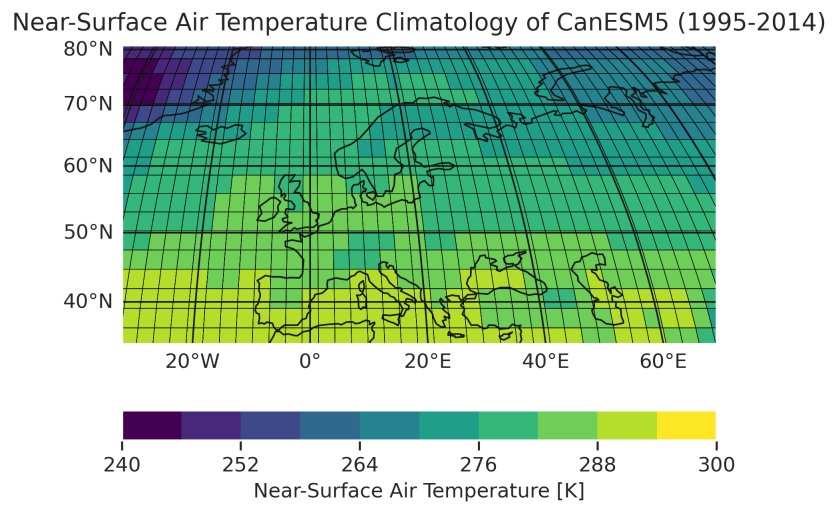 Near-Surface Air Temperature Climatology of CanESM5 (1995-2014)
80°N
70°N
60°N
50°N
40°N
20°W 0° 20°E 40°E 60°E
240 252 264 276 288 300
Near-Surface Air Temperature [K]